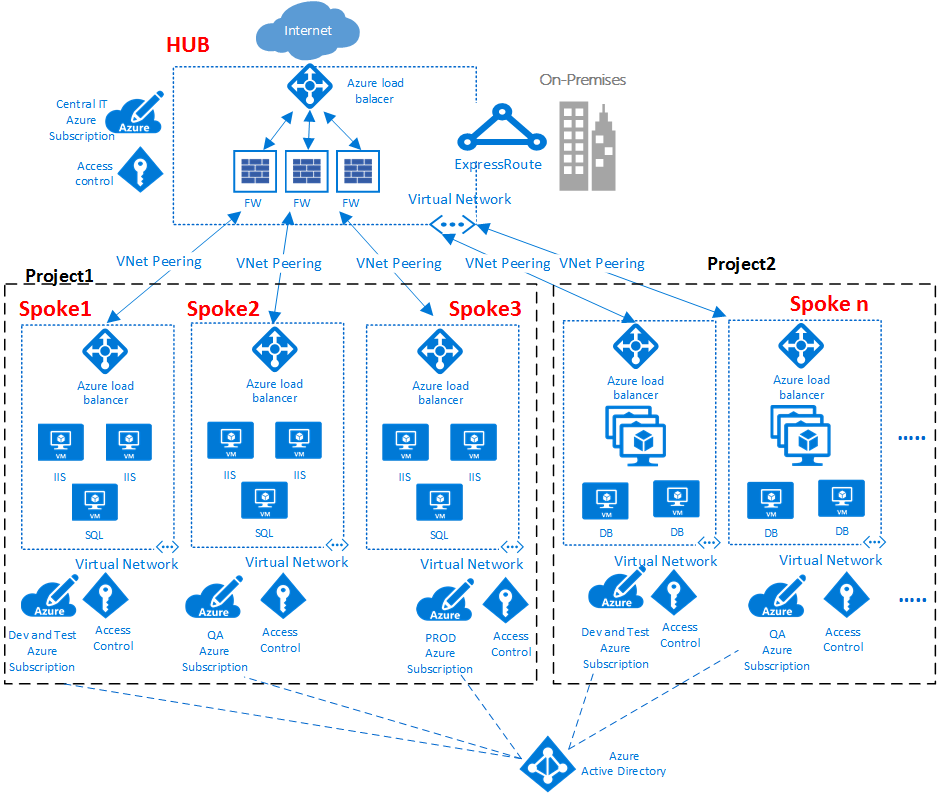 Internet
HUB
Azure load
balacer
On-Premises
Central IT
Azure
Subscription
Azure
Access
control
ExpressRoute
FW
FW
FW
Virtual Network
VNet Peering
VNet Peering
VNet Peering
VNet Peering
VNet Peering
Project1
Project2
Spoke1
Spoke2
Spoke3
Spoke n
Azure load
balancer
Azure load
balancer
Azure load
balancer
Azure load
balancer
Azure load
balancer
VM
VM
VM
VM
VM
VM
IIS
IIS
IIS
IIS
IIS
IIS
.....
VM
VM
VM
VM
VM
VM
VM
SQL
SQL
SQL
DB
DB
DB
DB
Virtual Network
Virtual Network
Virtual Network
Virtual Network
Virtual Network
Azure
Azure
Azure
Azure
Azure
.....
Dev and Test
Azure
Subscription
Access
Control
QA
Azure
Subscription
Access
Control
PROD
Azure
Subscription
Access
Control
Dev and Test
Azure
Subscription
Access
Control
QA
Azure
Subscription
Access
Control
Azure
Active Directory